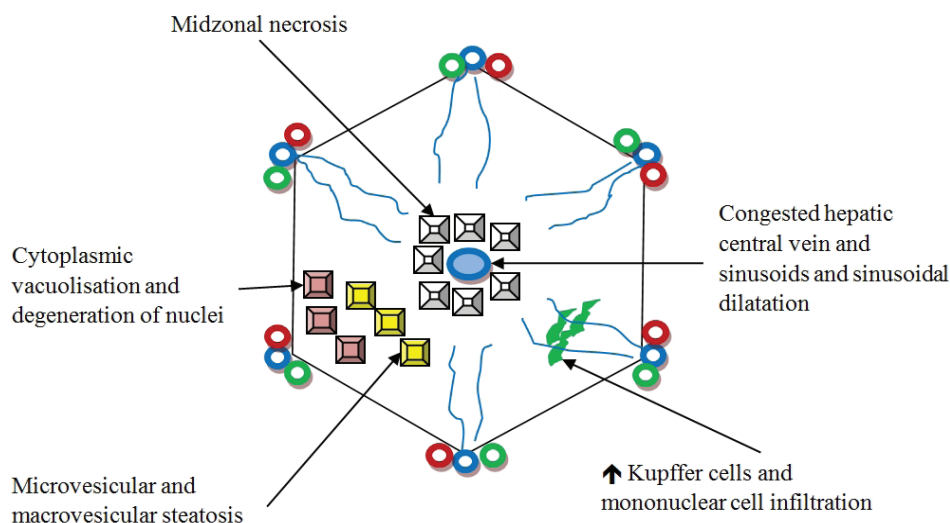 Midzonal necrosis
Congested hepatic
central vein and
sinusoids and sinusoidal
dilatation
Cytoplasmic
vacuolisation and
degeneration of nuclei
Microvesicular and
macrovesicular steatosis
🡹 Kupffer cells and
mononuclear cell infiltration